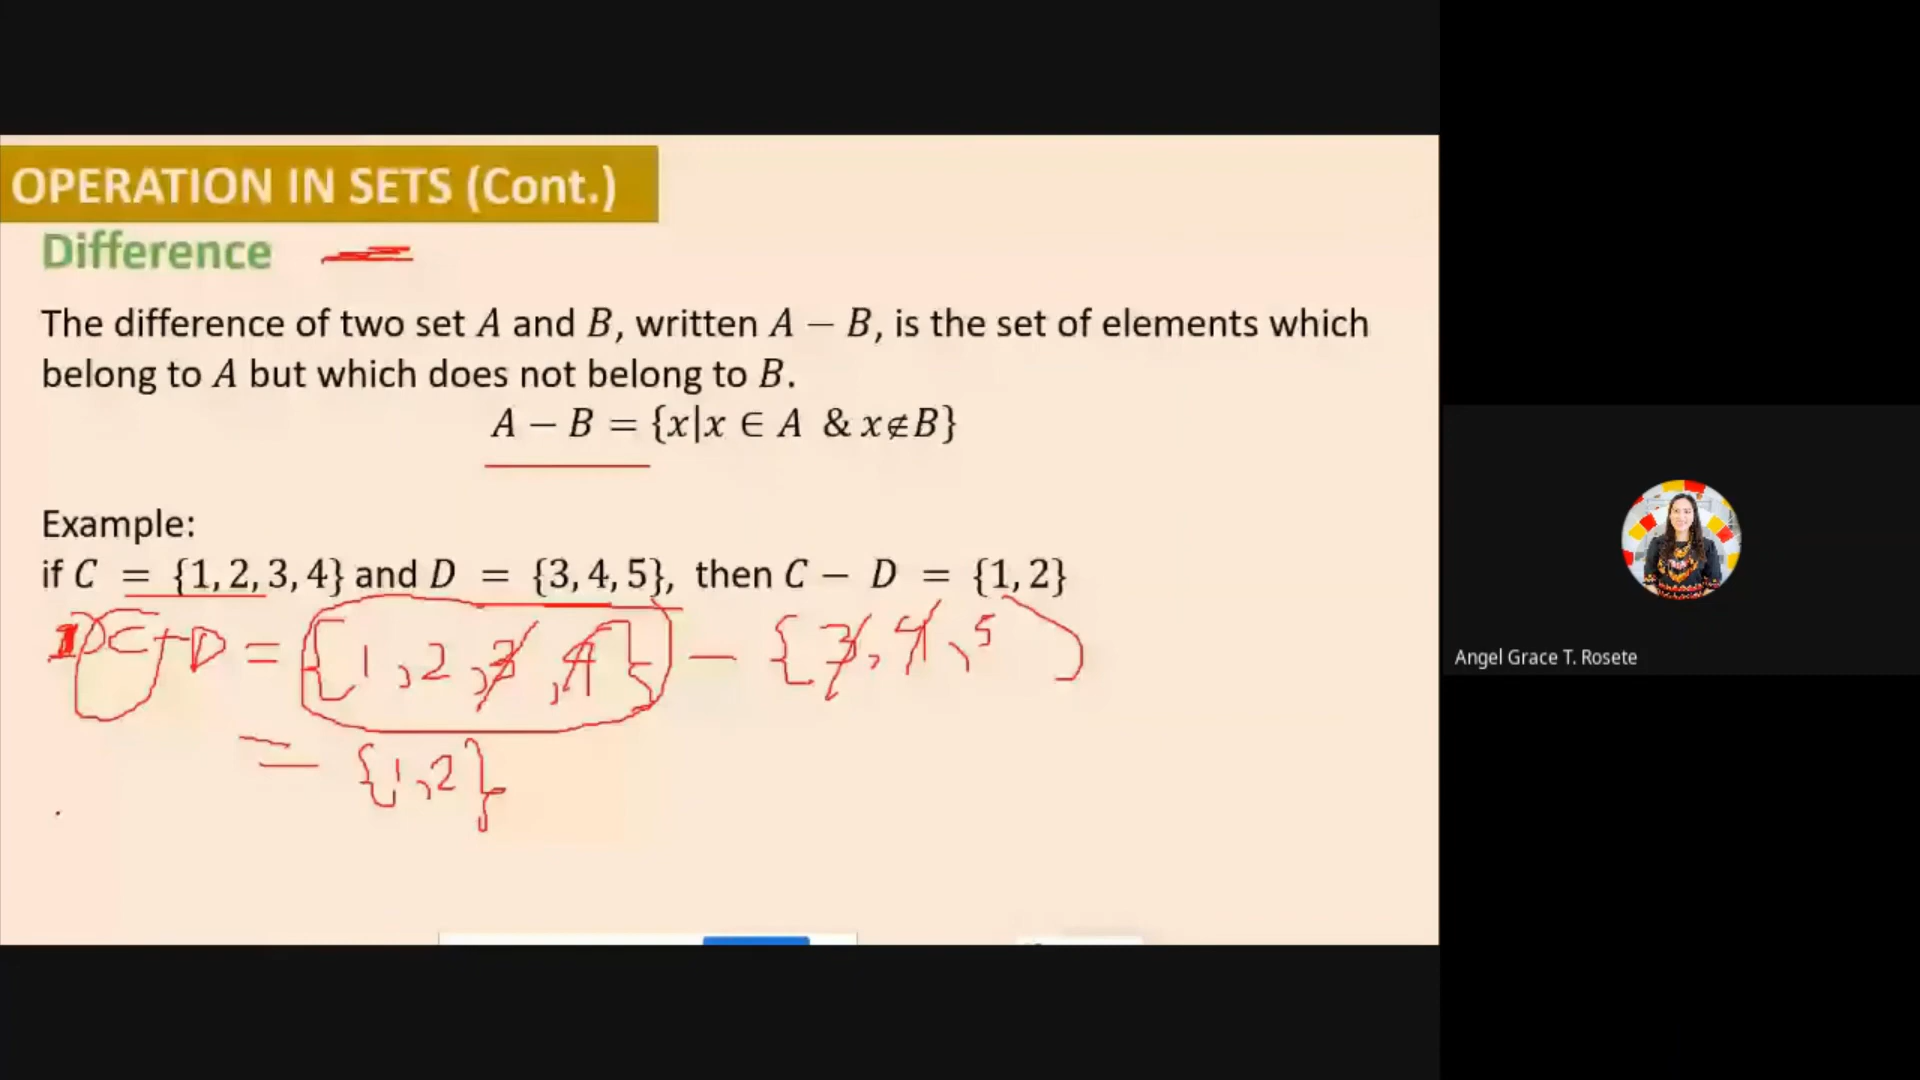 OPERATION IN SETS (Cont.)
Difference
The difference of two set A and B, written A − B, is the set of elements which
belong to A but which does not belong to B.
A − B = {x|x ∈ A & x∉B}
Example:
if C = {1, 2, 3, 4} and D = {3, 4, 5}, then C − D = {1, 2}
C - D = {1, 2, 3, 4} - {3, 4, 5}
= {1, 2}
Angel Grace T. Rosete